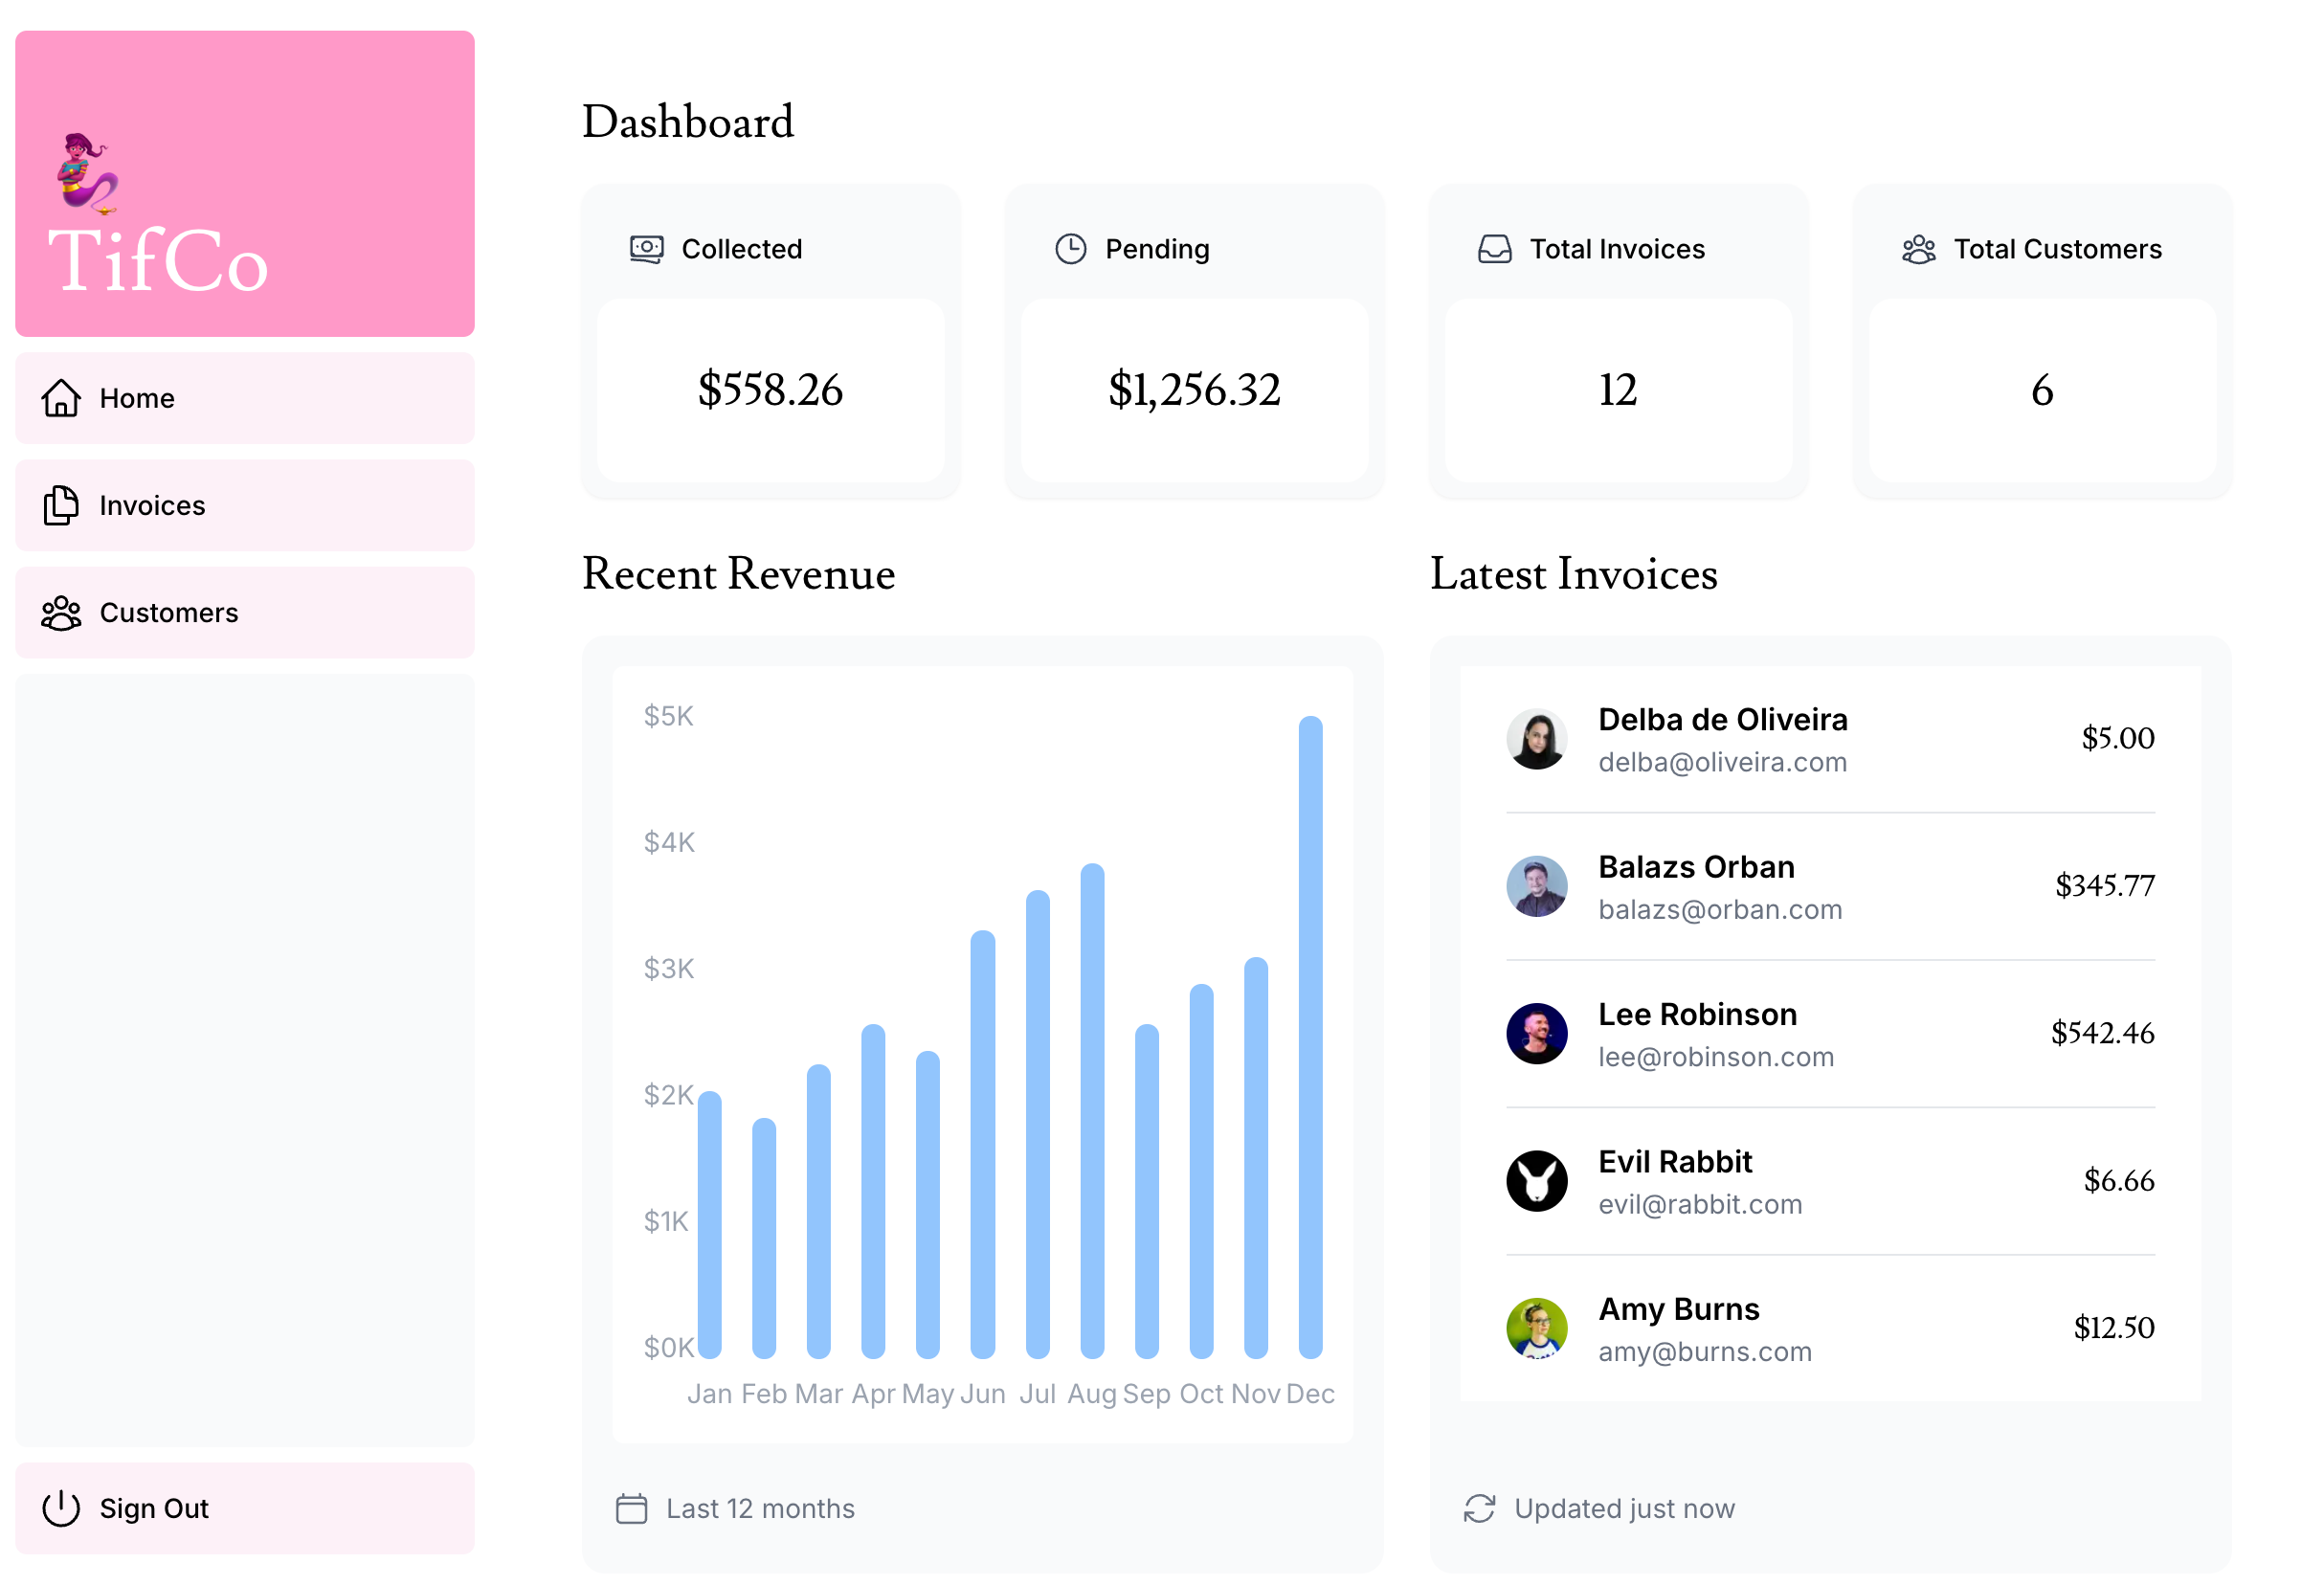 TifCo
Home
Invoices
Customers
Sign Out
Dashboard
Collected
$558.26
Pending
$1,256.32
Total Invoices
12
Total Customers
6
Recent Revenue
$5K
$4K
$3K
$2K
$1K
$0K
Jan Feb Mar Apr May Jun Jul Aug Sep Oct Nov Dec
Last 12 months
Latest Invoices
Delba de Oliveira
delba@oliveira.com
$5.00
Balazs Orban
balazs@orban.com
$345.77
Lee Robinson
lee@robinson.com
$542.46
Evil Rabbit
evil@rabbit.com
$6.66
Amy Burns
amy@burns.com
$12.50
Updated just now